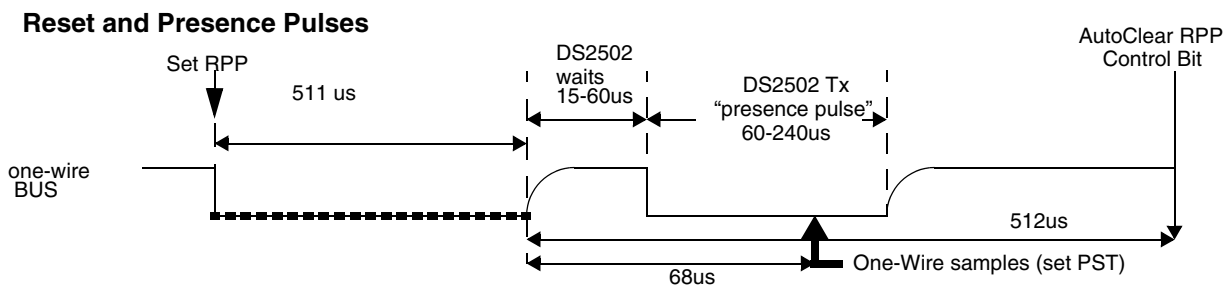 Reset and Presence Pulses
Set RPP
511 us
DS2502
waits
15-60us
DS2502 Tx
“presence pulse”
60-240us
AutoClear RPP
Control Bit
one-wire
BUS
512us
68us
One-Wire samples (set PST)